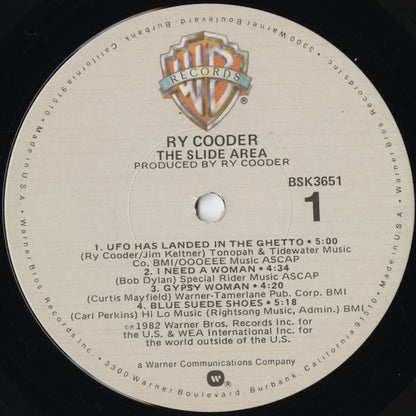 WB
RECORDS
®
RY COODER
THE SLIDE AREA
PRODUCED BY RY COODER
BSK3651
1
1. UFO HAS LANDED IN THE GHETTO • 5:00
(Ry Cooder/Jim Keltner) Tonopah & Tidewater Music
Co. BMI/OOOEEEE Music ASCAP
2. I NEED A WOMAN • 4:34
(Bob Dylan) Special Rider Music ASCAP
3. GYPSY WOMAN • 4:20
(Curtis Mayfield) Warner-Tamerlane Pub. Corp. BMI
4. BLUE SUEDE SHOES • 5:18
(Carl Perkins) Hi Lo Music (Rightsong Music, Admin.) BMI
℗©1982 Warner Bros. Records Inc. for
the U.S. & WEA International Inc. for
the world outside of the U.S.
a Warner Communications Company
W ®
Warner Bros. Records Inc. • 3300 Warner Boulevard, Burbank, California 91510 • Made in U.S.A. •
Warner Bros. Records Inc. • 3300 Warner Boulevard, Burbank, California 91510 • Made in U.S.A. •